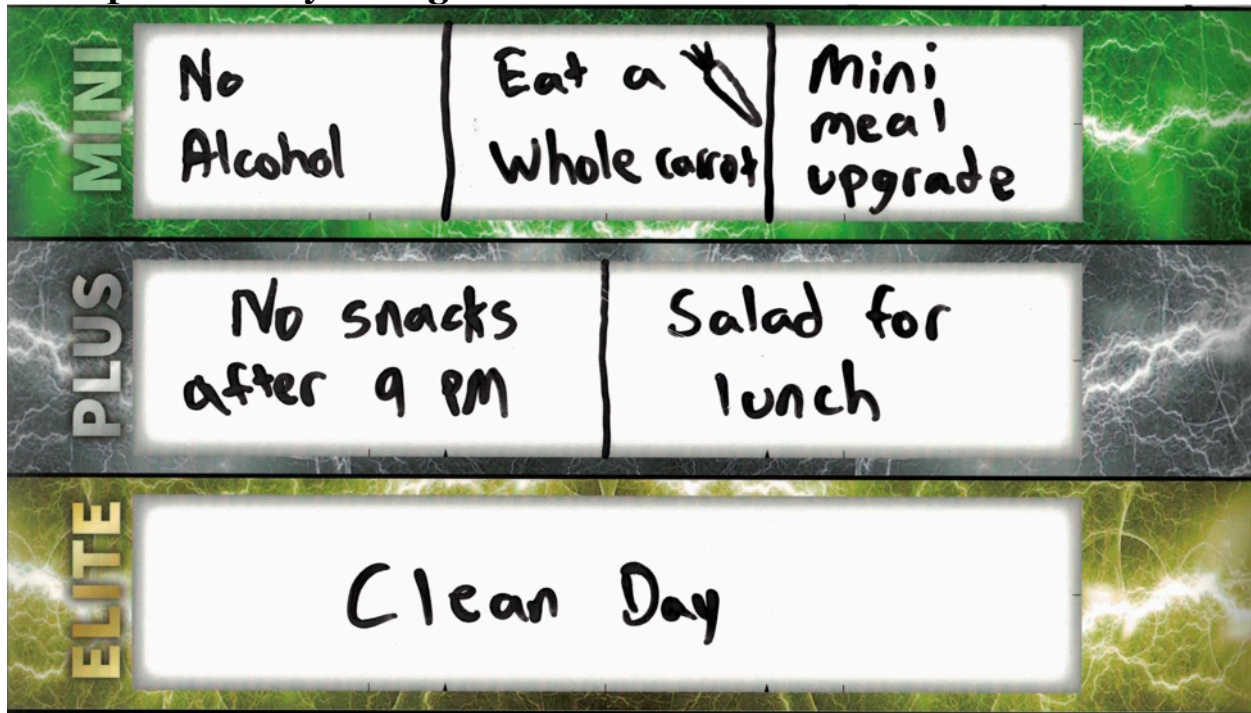 MINI
No
Alcohol
Eat a
Whole carrot
Mini
meal
upgrade
PLUS
No snacks
after 9 PM
Salad for
lunch
ELITE
Clean Day